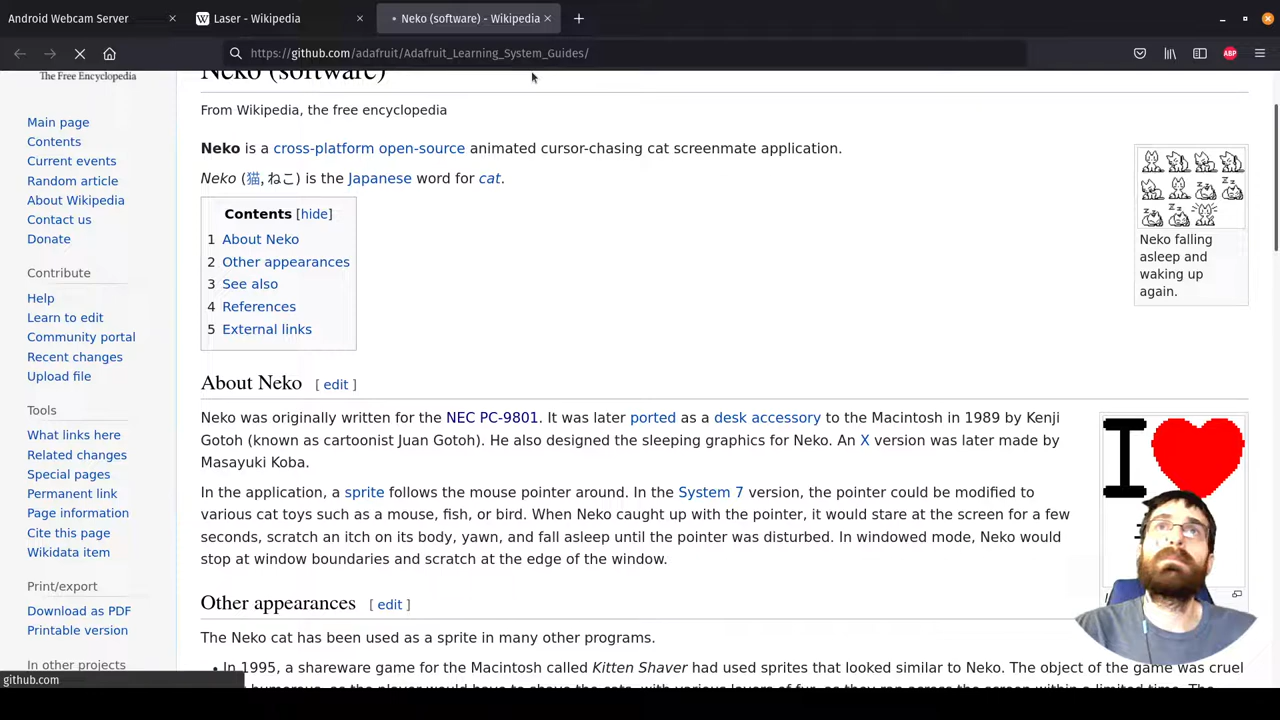 Android Webcam Server
Laser - Wikipedia
Neko (software) - Wikipedia
https://github.com/adafruit/Adafruit_Learning_System_Guides/
ABP
The Free Encyclopedia
Main page
Contents
Current events
Random article
About Wikipedia
Contact us
Donate
Contribute
Help
Learn to edit
Community portal
Recent changes
Upload file
Tools
What links here
Related changes
Special pages
Permanent link
Page information
Cite this page
Wikidata item
Print/export
Download as PDF
Printable version
In other projects
Neko (software)
From Wikipedia, the free encyclopedia
Neko is a cross-platform open-source animated cursor-chasing cat screenmate application.
Neko (猫, ねこ) is the Japanese word for cat.
Contents [hide]
1 About Neko
2 Other appearances
3 See also
4 References
5 External links
Neko falling
asleep and
waking up
again.
About Neko [ edit ]
Neko was originally written for the NEC PC-9801. It was later ported as a desk accessory to the Macintosh in 1989 by Kenji
Gotoh (known as cartoonist Juan Gotoh). He also designed the sleeping graphics for Neko. An X version was later made by
Masayuki Koba.
In the application, a sprite follows the mouse pointer around. In the System 7 version, the pointer could be modified to
various cat toys such as a mouse, fish, or bird. When Neko caught up with the pointer, it would stare at the screen for a few
seconds, scratch an itch on its body, yawn, and fall asleep until the pointer was disturbed. In windowed mode, Neko would
stop at window boundaries and scratch at the edge of the window.
I
Other appearances [ edit ]
The Neko cat has been used as a sprite in many other programs.
• In 1995, a shareware game for the Macintosh called Kitten Shaver had used sprites that looked similar to Neko. The object of the game was cruel
github.com